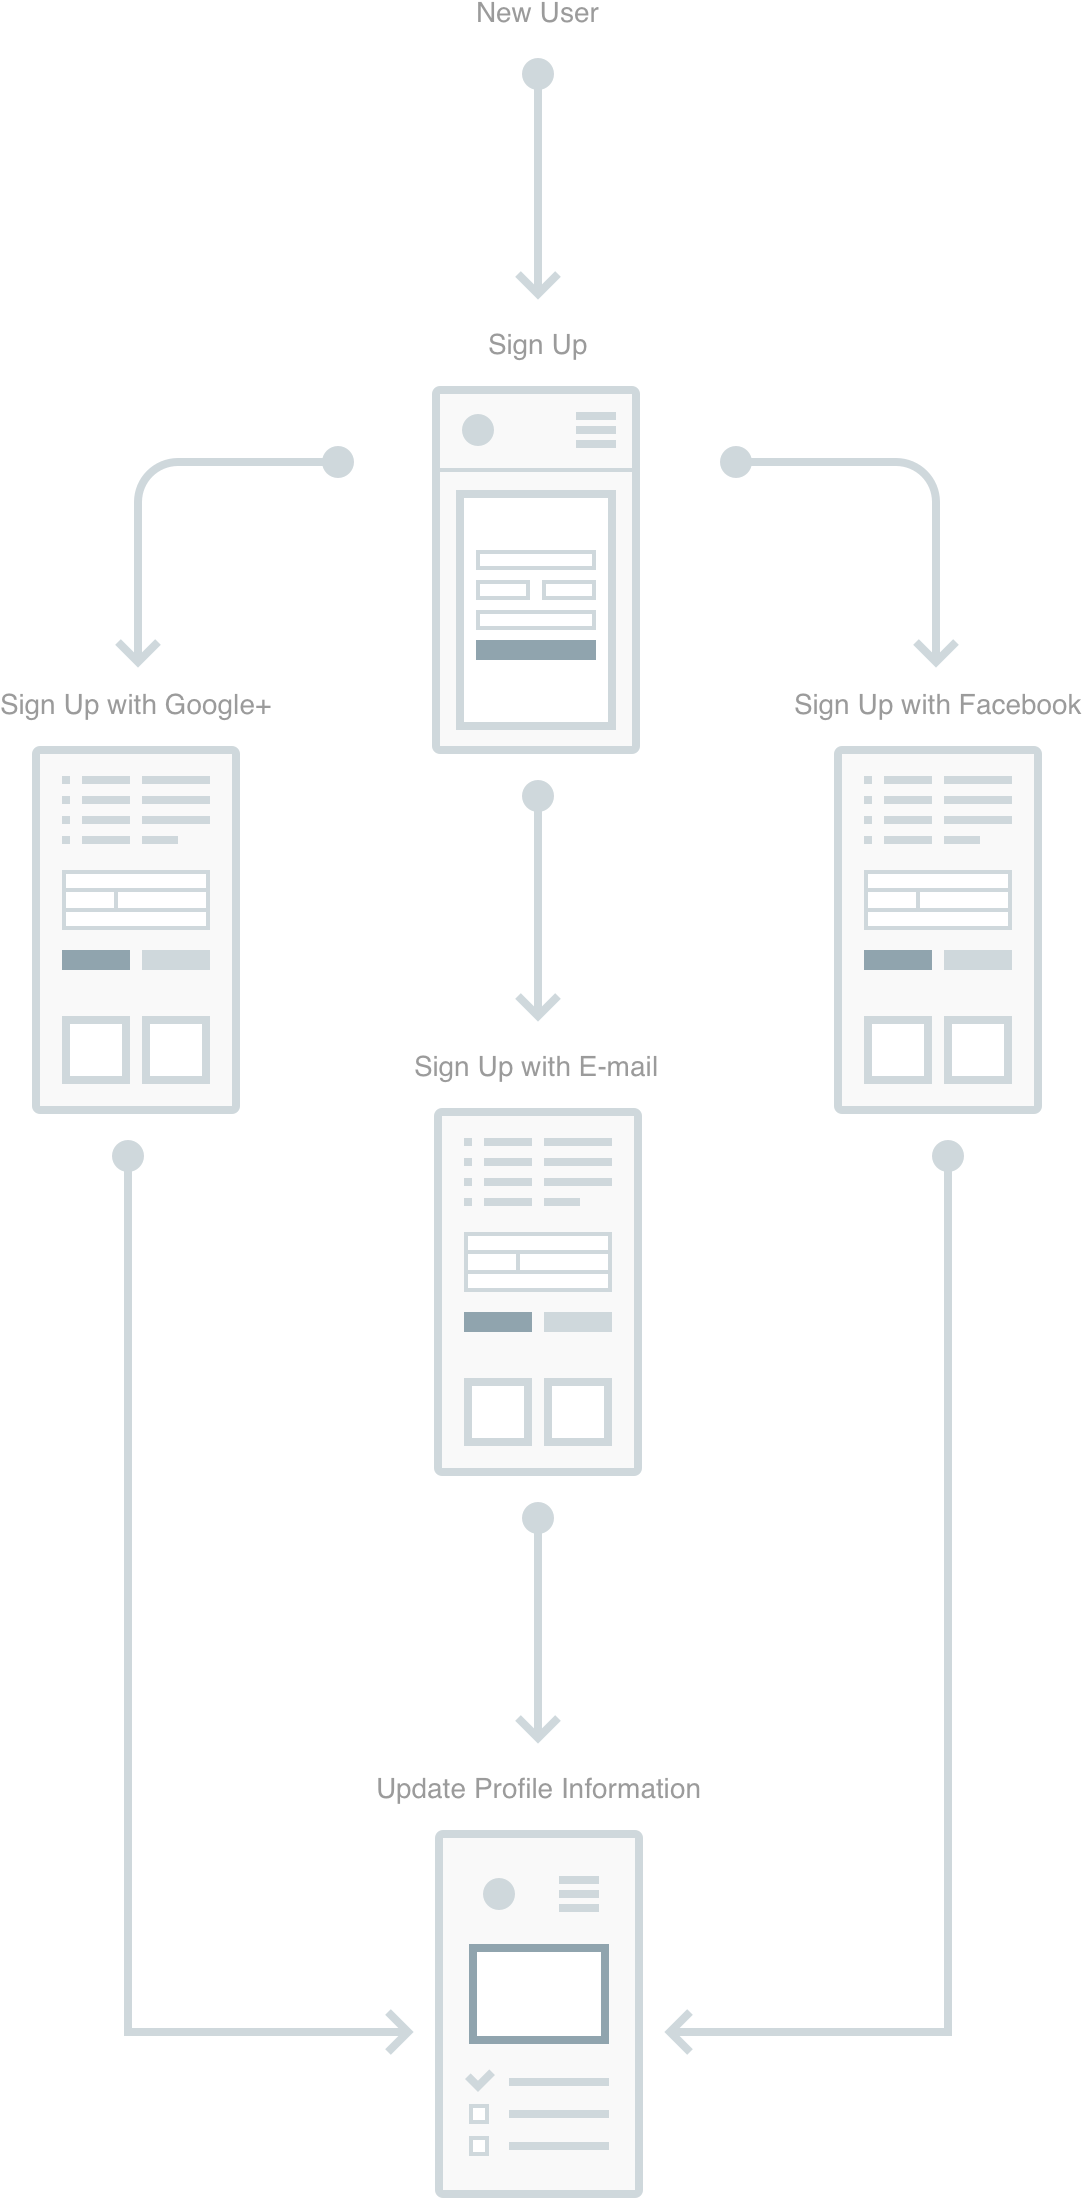 New User
Sign Up
Sign Up with Google+
Sign Up with Facebook
Sign Up with E-mail
Update Profile Information